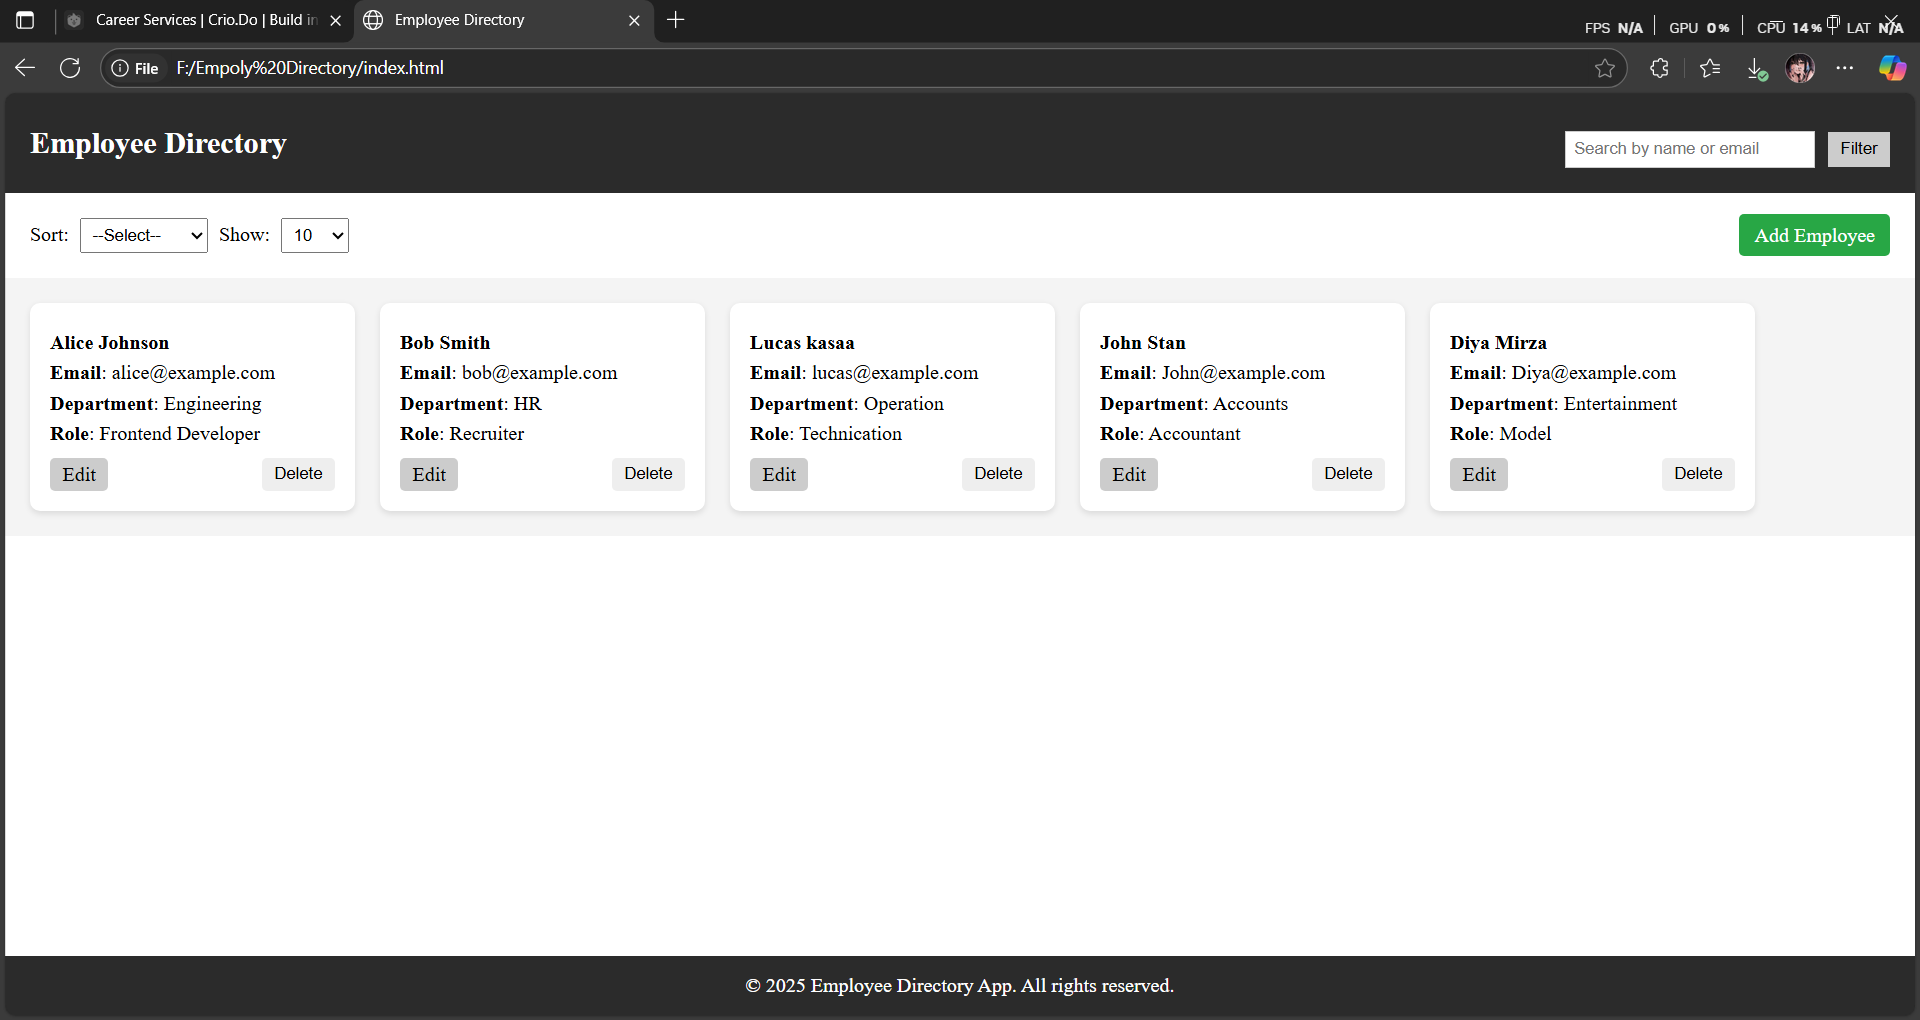 Career Services | Crio.Do | Build in
Employee Directory
FPS N/A GPU 0% CPU 14% LAT N/A
File F:/Empoly%20Directory/index.html
Employee Directory
Search by name or email
Filter
Sort: --Select-- Show: 10
Add Employee
Alice Johnson
Email: alice@example.com
Department: Engineering
Role: Frontend Developer
Edit Delete
Bob Smith
Email: bob@example.com
Department: HR
Role: Recruiter
Edit Delete
Lucas kasaa
Email: lucas@example.com
Department: Operation
Role: Technication
Edit Delete
John Stan
Email: John@example.com
Department: Accounts
Role: Accountant
Edit Delete
Diya Mirza
Email: Diya@example.com
Department: Entertainment
Role: Model
Edit Delete
© 2025 Employee Directory App. All rights reserved.